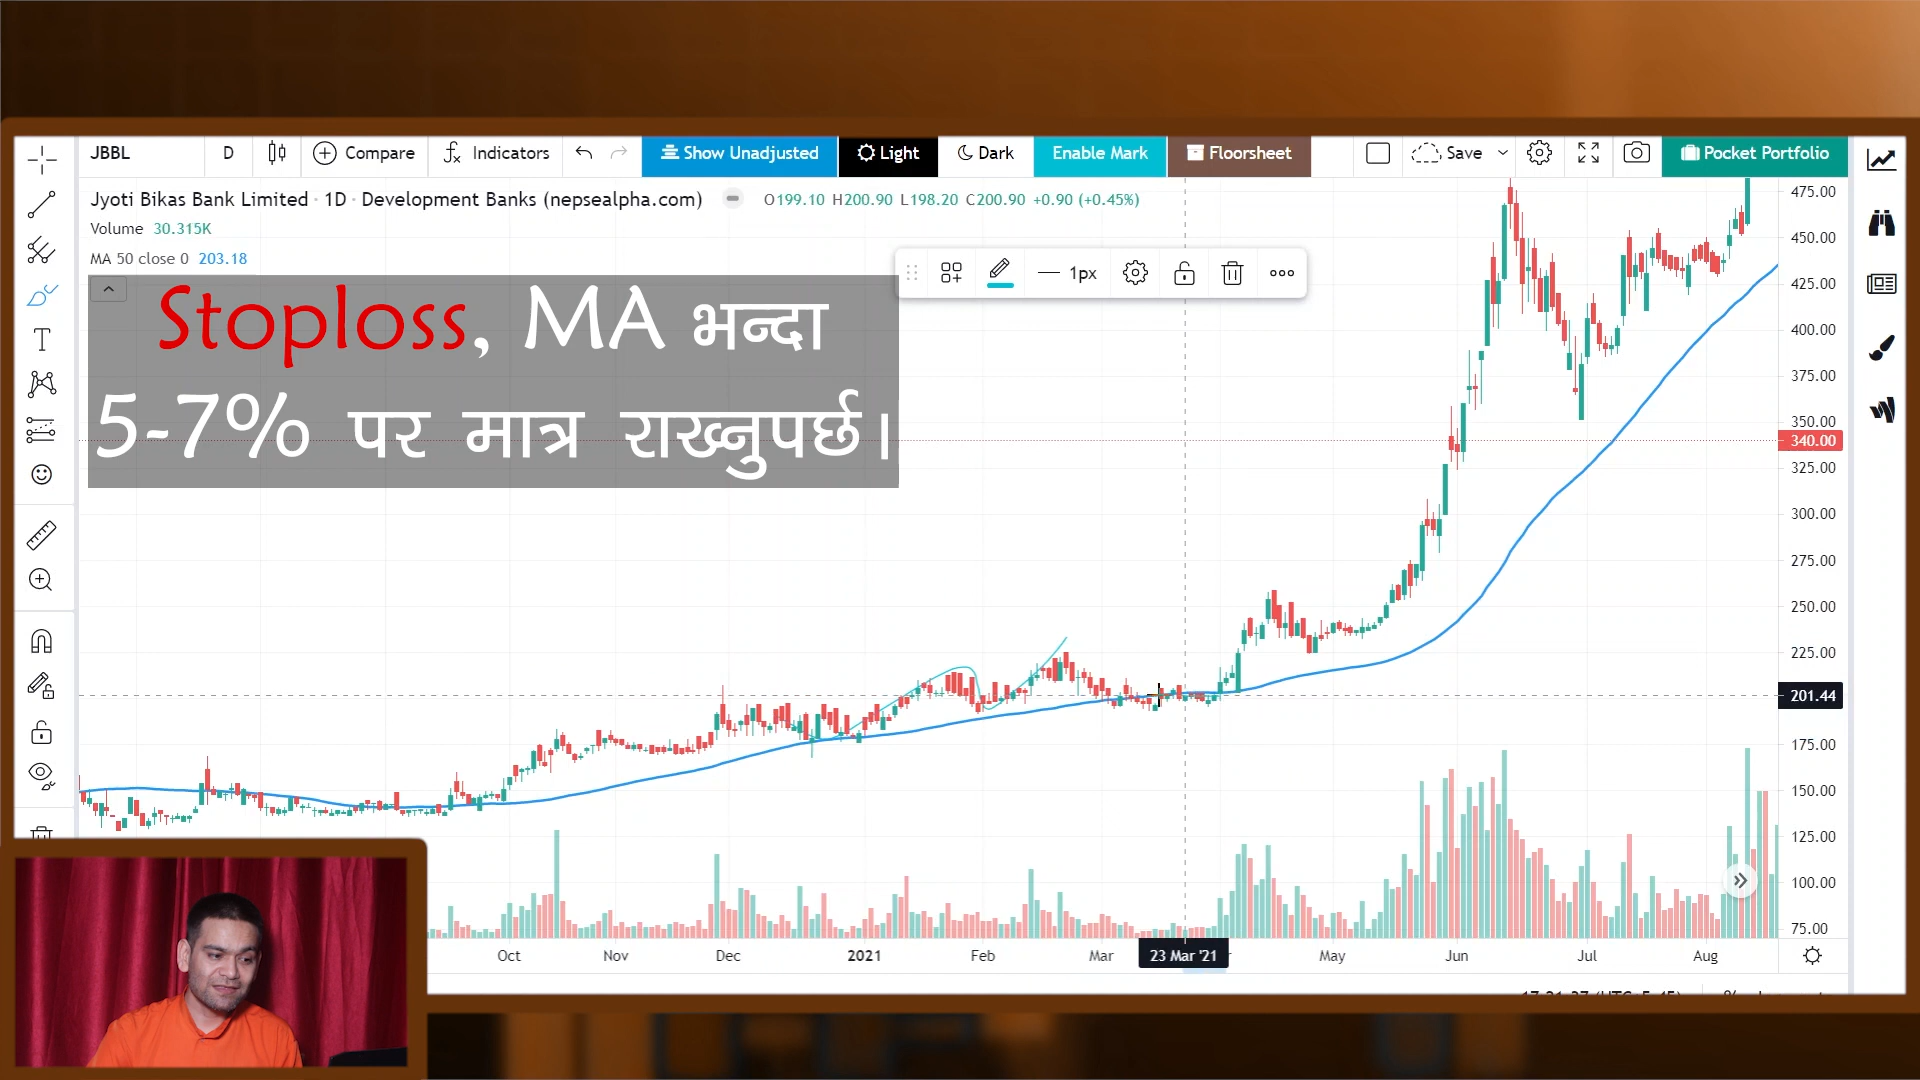 JBBL D Compare Indicators Show Unadjusted Light Dark Enable Mark Floorsheet Save Pocket Portfolio
Jyoti Bikas Bank Limited · 1D · Development Banks (nepsealpha.com) O199.10 H200.90 L198.20 C200.90 +0.90 (+0.45%)
Volume 30.315K
MA 50 close 0 203.18
1px
Stoploss, MA भन्दा
5-7% पर मात्र राख्नुपर्छ।
475.00
450.00
425.00
400.00
375.00
350.00
340.00
325.00
300.00
275.00
250.00
225.00
201.44
175.00
150.00
125.00
100.00
75.00
Oct Nov Dec 2021 Feb Mar 23 Mar '21 May Jun Jul Aug